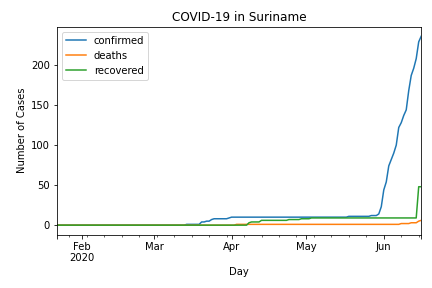 COVID-19 in Suriname
confirmed
deaths
recovered
Number of Cases
200
150
100
50
0
Feb
2020
Mar
Apr
May
Jun
Day